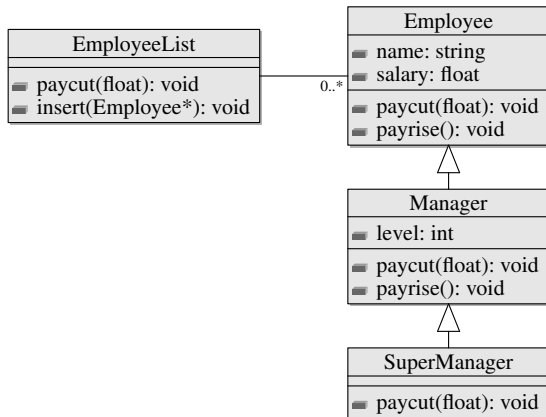 EmployeeList
paycut(float): void
insert(Employee*): void
0..*
Employee
name: string
salary: float
paycut(float): void
payrise(): void
Manager
level: int
paycut(float): void
payrise(): void
SuperManager
paycut(float): void